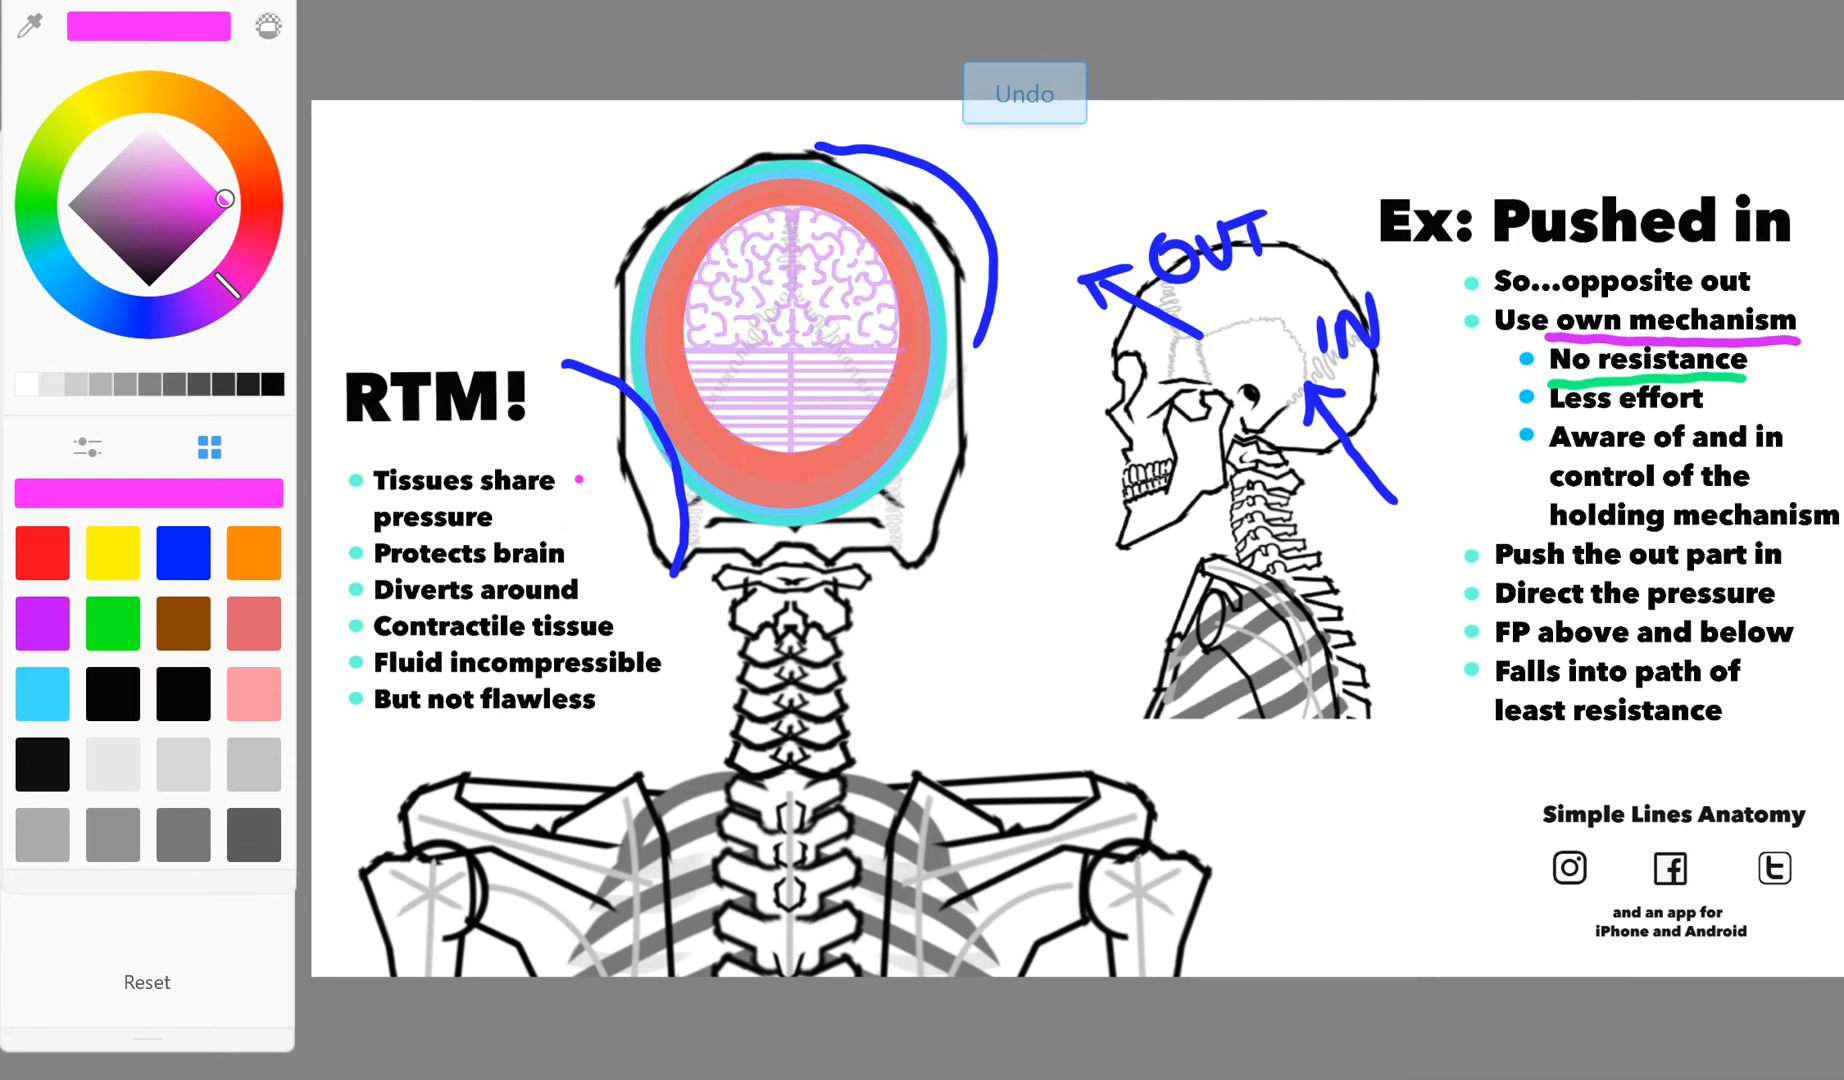 Undo
RTM!
Tissues share
pressure
Protects brain
Diverts around
Contractile tissue
Fluid incompressible
But not flawless
OUT
IN
Ex: Pushed in
So...opposite out
Use own mechanism
No resistance
Less effort
Aware of and in
control of the
holding mechanism
Push the out part in
Direct the pressure
FP above and below
Falls into path of
least resistance
Simple Lines Anatomy
and an app for
iPhone and Android
Reset